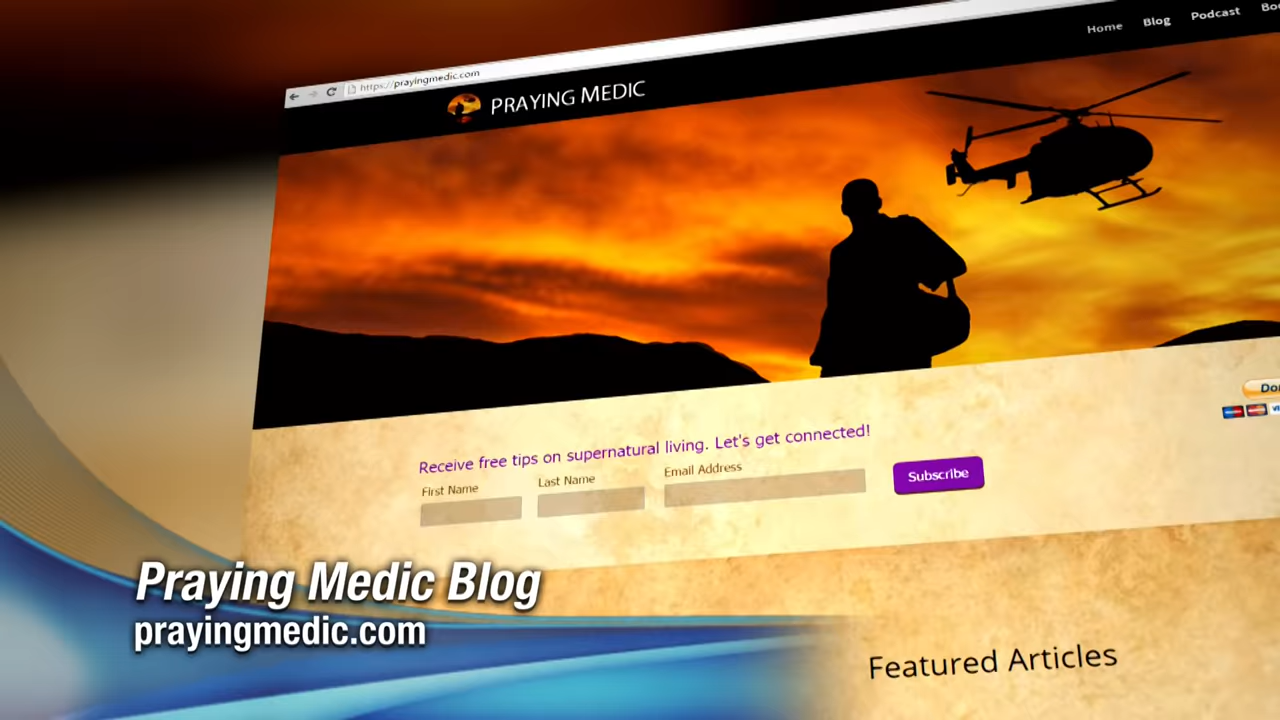 Home Blog Podcast
https://prayingmedic.com
PRAYING MEDIC
Receive free tips on supernatural living. Let's get connected!
First Name Last Name Email Address
Subscribe
Praying Medic Blog
prayingmedic.com
Featured Articles